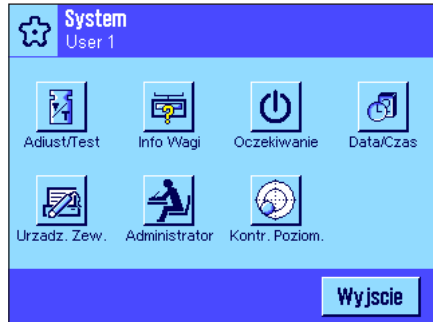 System
User 1
Adiust/Test
Info Wagi
Oczekiwanie
Data/Czas
Urzadz. Zew.
Administrator
Kontr. Poziom.
Wyjscie